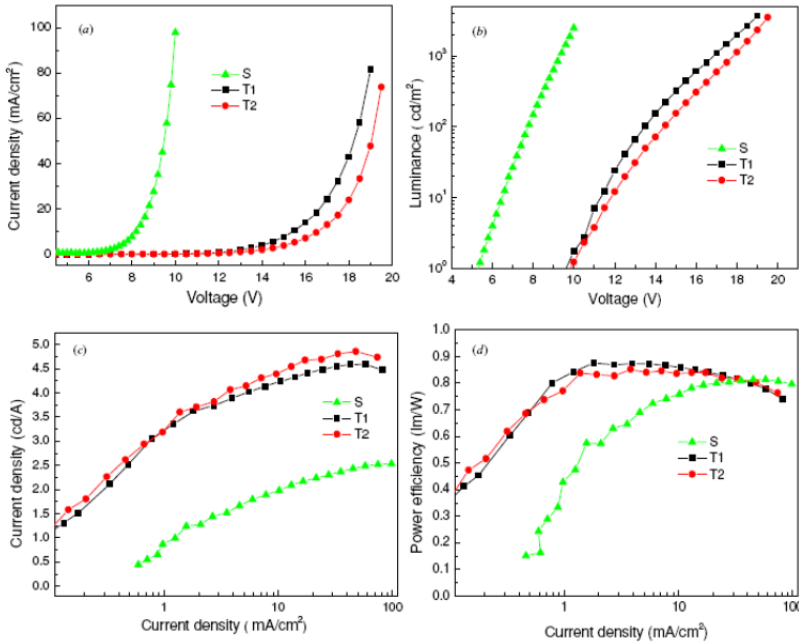 (a)
Current density (mA/cm²)
100
80
60
40
20
0
S
T1
T2
6 8 10 12 14 16 18 20
Voltage (V)
(b)
Luminance ( cd/m²)
10³
10²
10¹
10⁰
S
T1
T2
4 6 8 10 12 14 16 18 20
Voltage (V)
(c)
Current density (cd/A)
5.0
4.5
4.0
3.5
3.0
2.5
2.0
1.5
1.0
0.5
0.0
S
T1
T2
1 10 100
Current density ( mA/cm²)
(d)
Power efficiency (lm/W)
1.0
0.9
0.8
0.7
0.6
0.5
0.4
0.3
0.2
0.1
0.0
S
T1
T2
1 10 100
Current density (mA/cm²)